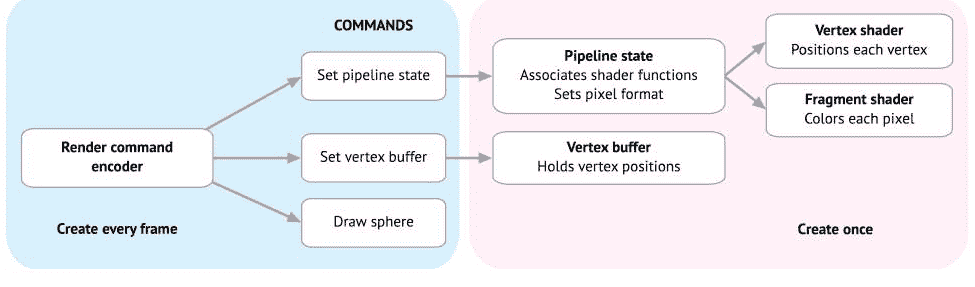 COMMANDS
Render command
encoder
Create every frame
Set pipeline state
Set vertex buffer
Draw sphere
Pipeline state
Associates shader functions
Sets pixel format
Vertex buffer
Holds vertex positions
Vertex shader
Positions each vertex
Fragment shader
Colors each pixel
Create once